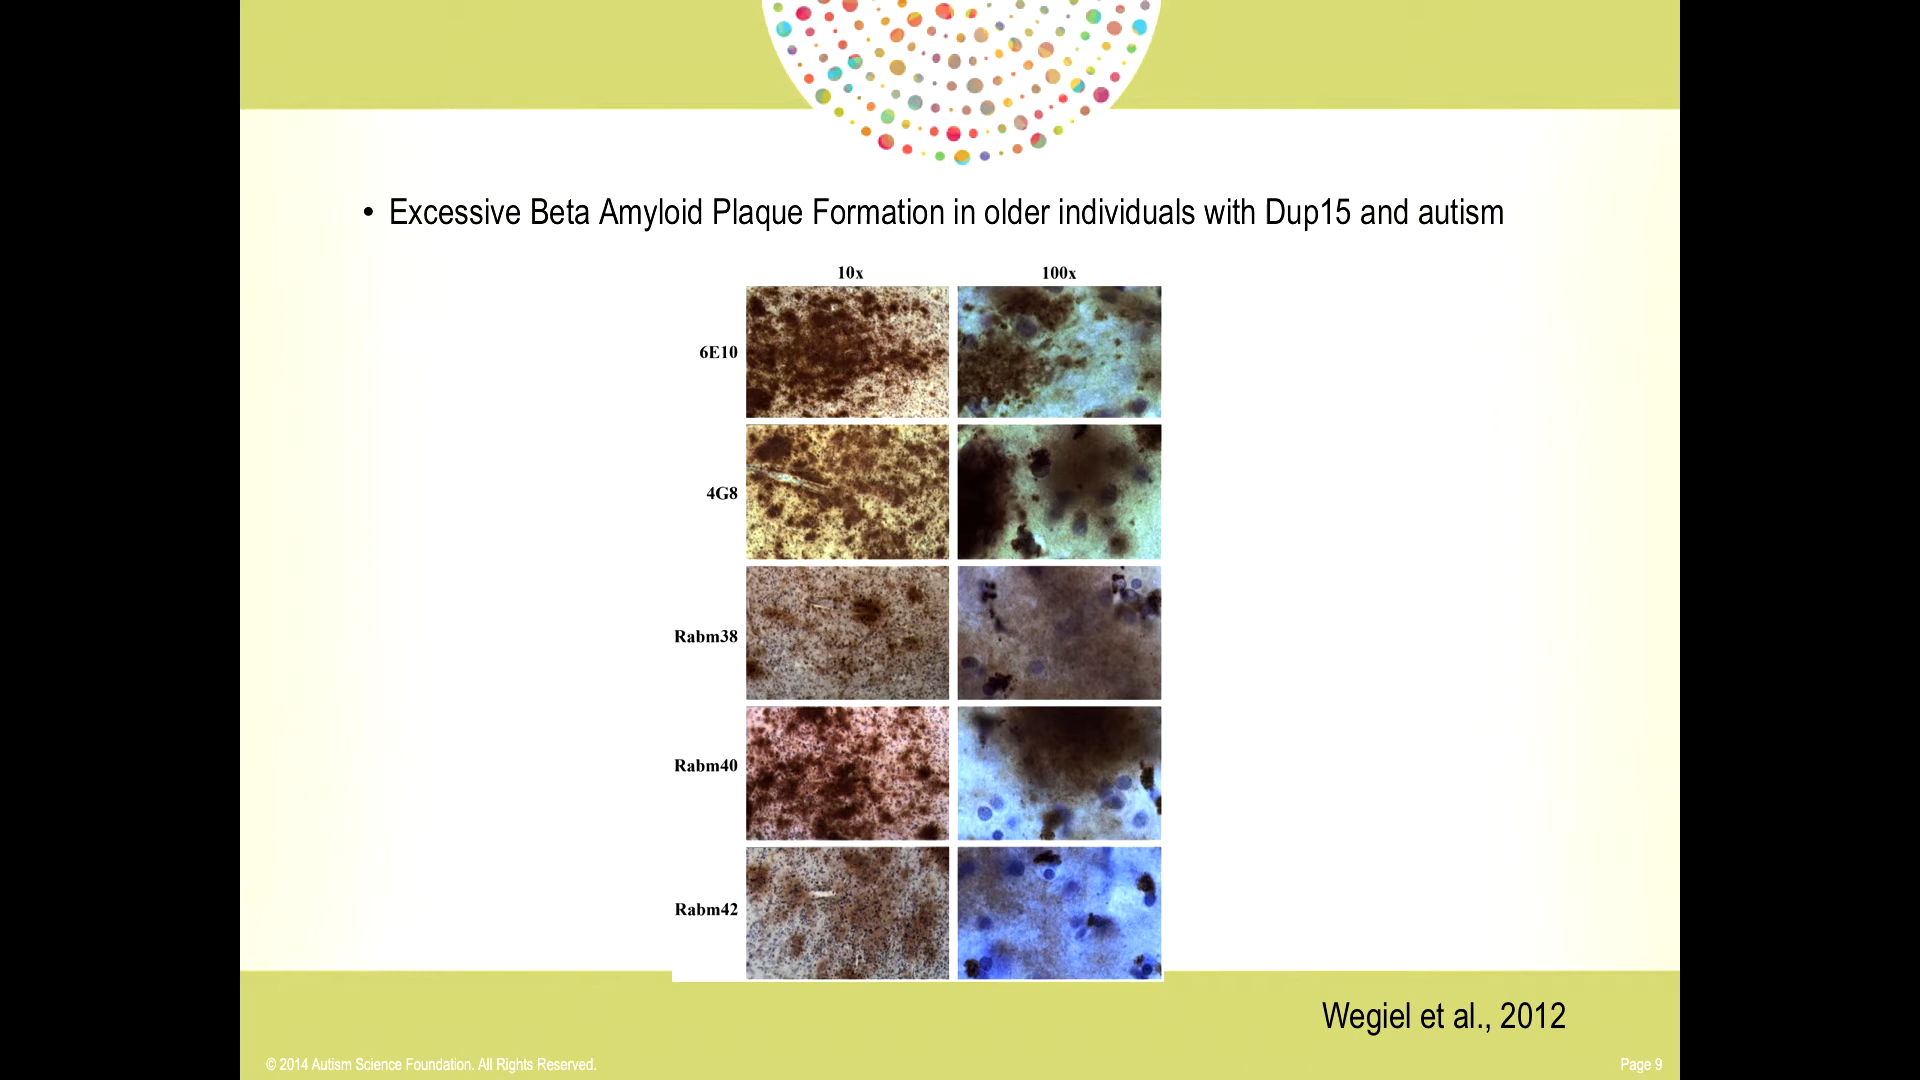 • Excessive Beta Amyloid Plaque Formation in older individuals with Dup15 and autism
10x 100x
6E10
4G8
Rabm38
Rabm40
Rabm42
Wegiel et al., 2012
© 2014 Autism Science Foundation. All Rights Reserved. Page 9